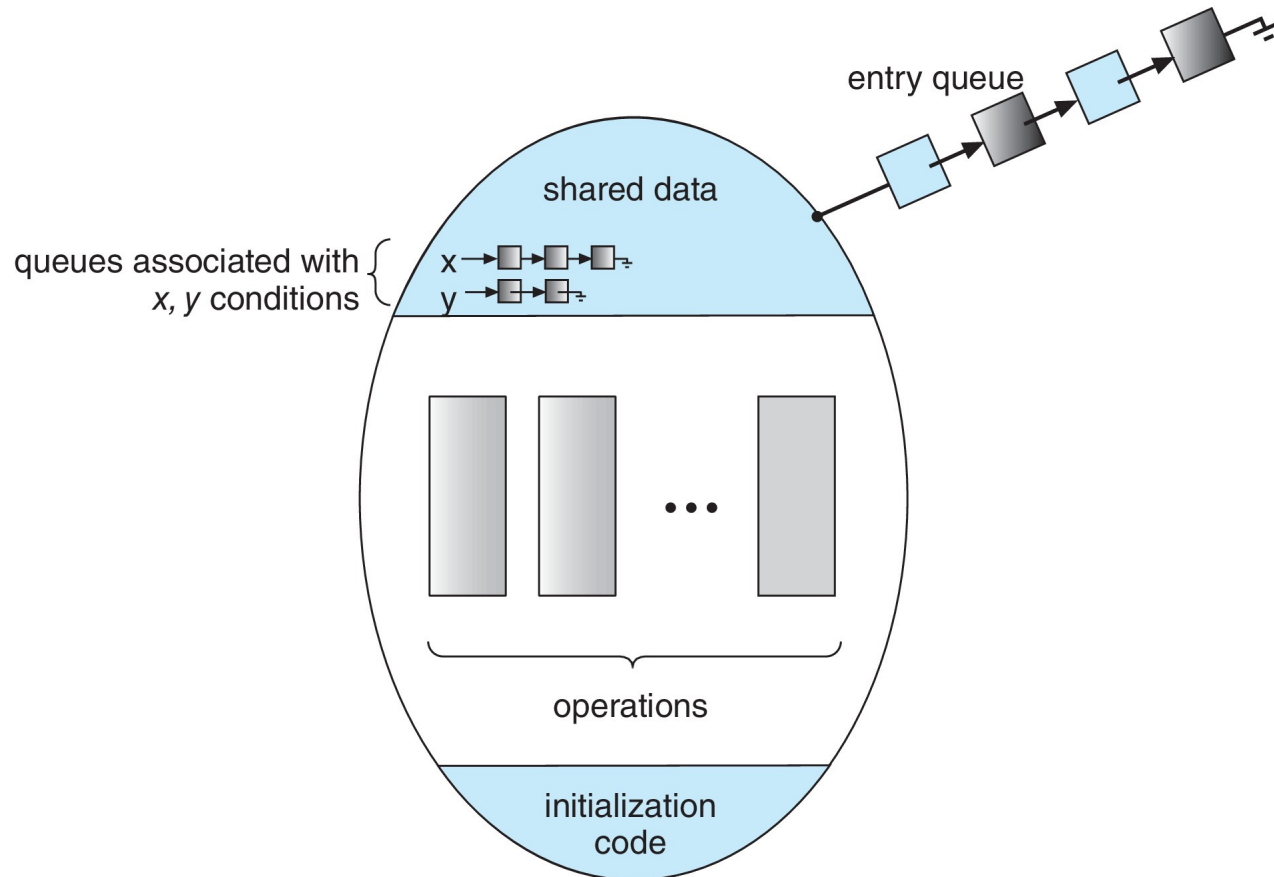 entry queue
shared data
queues associated with
x, y conditions
x
y
...
operations
initialization
code